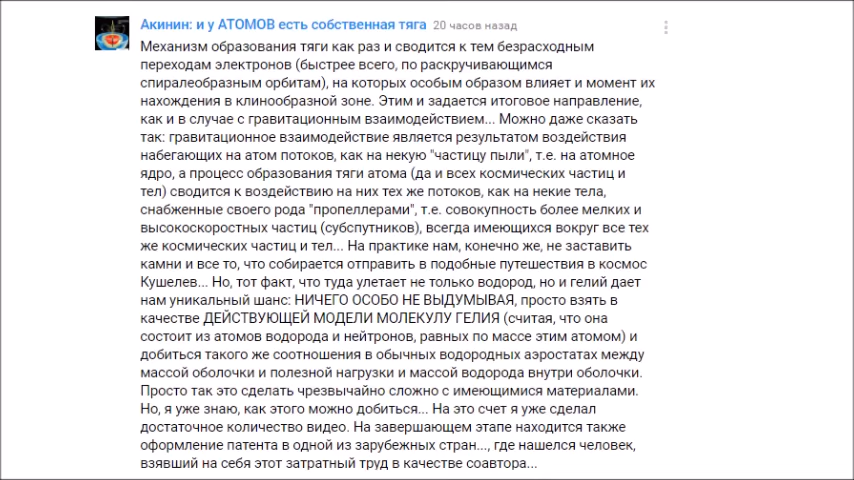 Акинин: и у АТОМОВ есть собственная тяга 20 часов назад
Механизм образования тяги как раз и сводится к тем безрасходным
переходам электронов (быстрее всего, по раскручивающимся
спиралеобразным орбитам), на которых особым образом влияет и момент их
нахождения в клинообразной зоне. Этим и задается итоговое направление,
как и в случае с гравитационным взаимодействием... Можно даже сказать
так: гравитационное взаимодействие является результатом воздействия
набегающих на атом потоков, как на некую "частицу пыли", т.е. на атомное
ядро, а процесс образования тяги атома (да и всех космических частиц и
тел) сводится к воздействию на них тех же потоков, как на некие тела,
снабженные своего рода "пропеллерами", т.е. совокупность более мелких и
высокоскоростных частиц (субспутников), всегда имеющихся вокруг все тех
же космических частиц и тел... На практике нам, конечно же, не заставить
камни и все то, что собирается отправить в подобные путешествия в космос
Кушелев... Но, тот факт, что туда улетает не только водород, но и гелий дает
нам уникальный шанс: НИЧЕГО ОСОБО НЕ ВЫДУМЫВАЯ, просто взять в
качестве ДЕЙСТВУЮЩЕЙ МОДЕЛИ МОЛЕКУЛУ ГЕЛИЯ (считая, что она
состоит из атомов водорода и нейтронов, равных по массе этим атомом) и
добиться такого же соотношения в обычных водородных аэростатах между
массой оболочки и полезной нагрузки и массой водорода внутри оболочки.
Просто так это сделать чрезвычайно сложно с имеющимися материалами.
Но, я уже знаю, как этого можно добиться... На это счет я уже сделал
достаточное количество видео. На завершающем этапе находится также
оформление патента в одной из зарубежных стран..., где нашелся человек,
взявший на себя этот затратный труд в качестве соавтора...